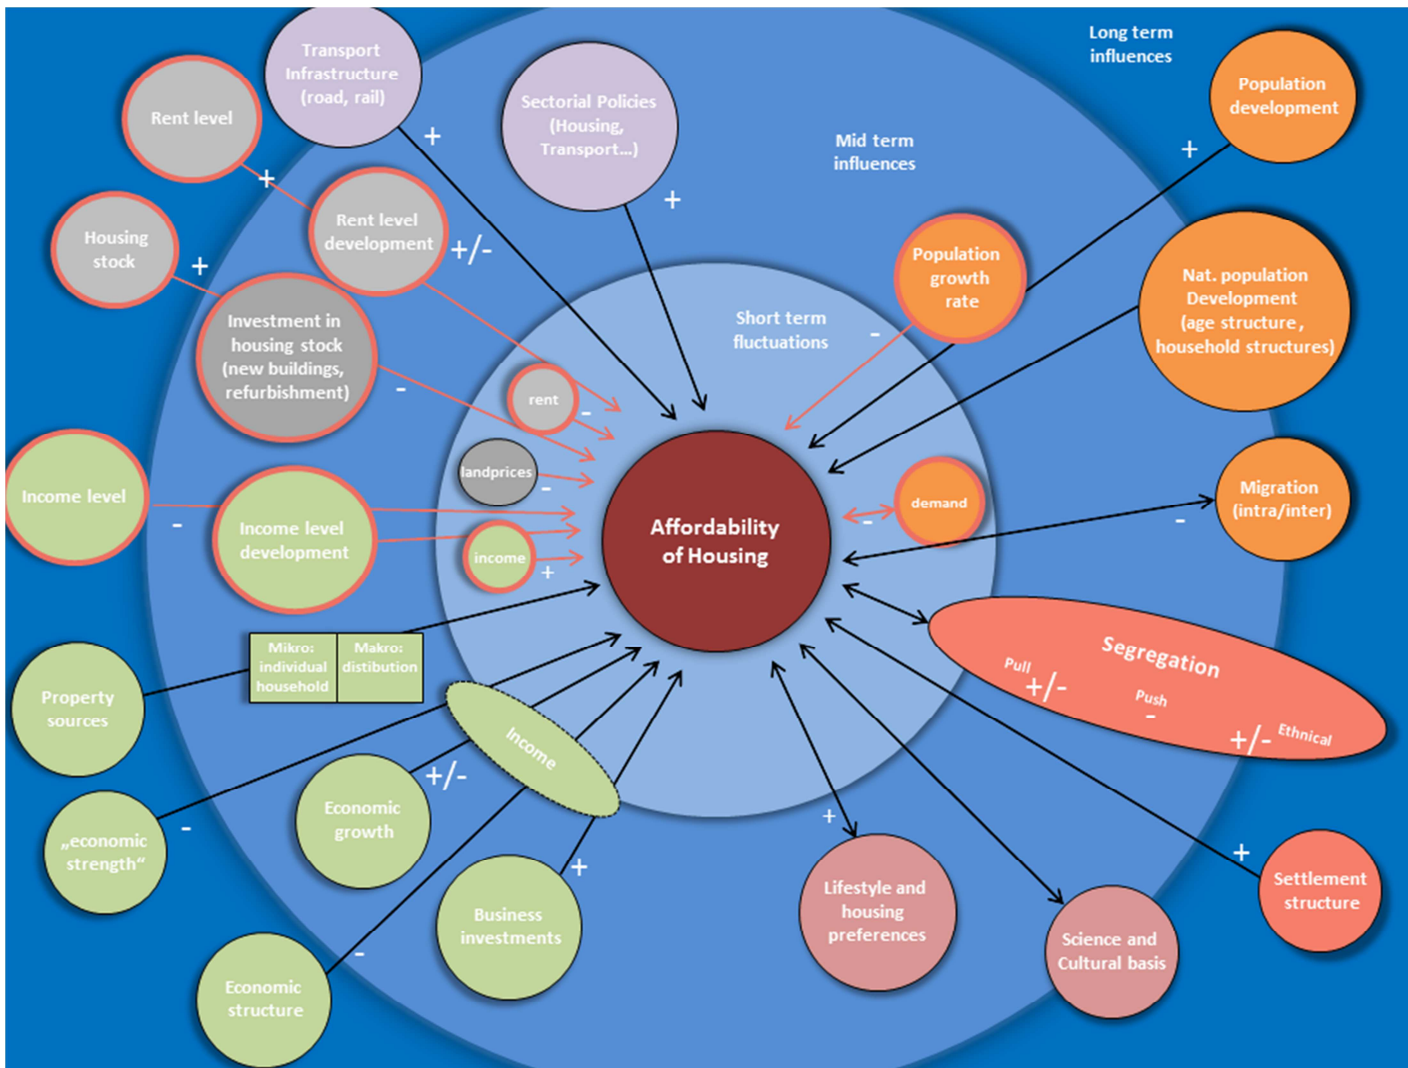 Long term
influences
Transport
Infrastructure
(road, rail)
+
Sectorial Policies
(Housing,
Transport...)
+
Mid term
influences
Population
development
+
Rent level
+
Rent level
development
+/-
Housing
stock
+
Investment in
housing stock
(new buildings,
refurbishment)
-
Population
growth
rate
-
Nat. population
Development
(age structure ,
household structures)
Short term
fluctuations
rent
-
landprices
-
income
+
demand
-
Affordability
of Housing
Income level
-
Income level
development
Migration
(intra/inter)
-
Mikro:
individual
household
Makro:
distibution
Property
sources
Segregation
Pull
+/-
Push
-
+/-
Ethnical
Income
„economic
strength“
-
Economic
growth
+/-
Business
investments
+
Economic
structure
-
Lifestyle and
housing
preferences
+
Science and
Cultural basis
Settlement
structure
+